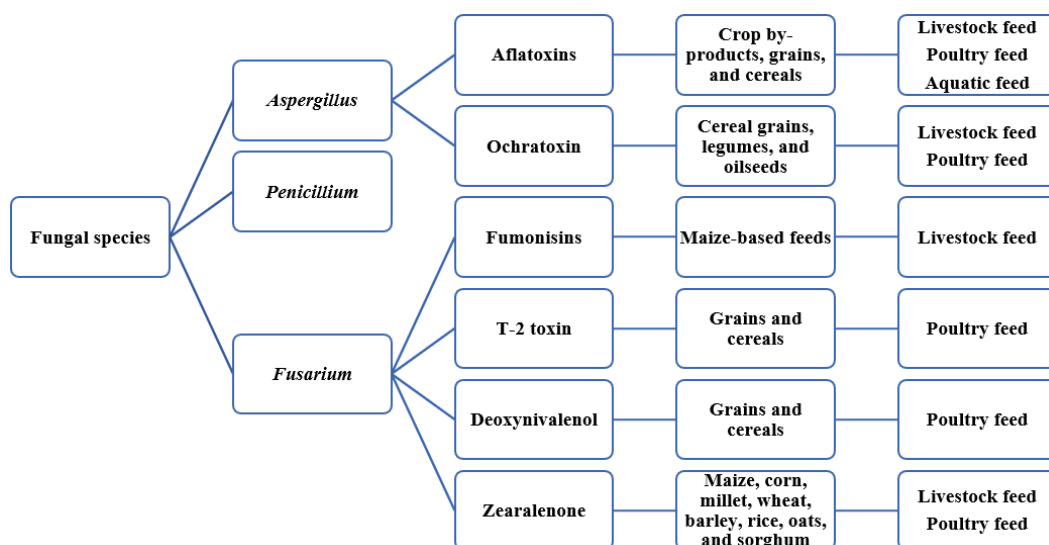 Fungal species
Aspergillus
Penicillium
Fusarium
Aflatoxins
Crop by-
products, grains,
and cereals
Livestock feed
Poultry feed
Aquatic feed
Ochratoxin
Cereal grains,
legumes, and
oilseeds
Livestock feed
Poultry feed
Fumonisins
Maize-based feeds
Livestock feed
T-2 toxin
Grains and
cereals
Poultry feed
Deoxynivalenol
Grains and
cereals
Poultry feed
Zearalenone
Maize, corn,
millet, wheat,
barley, rice, oats,
and sorghum
Livestock feed
Poultry feed